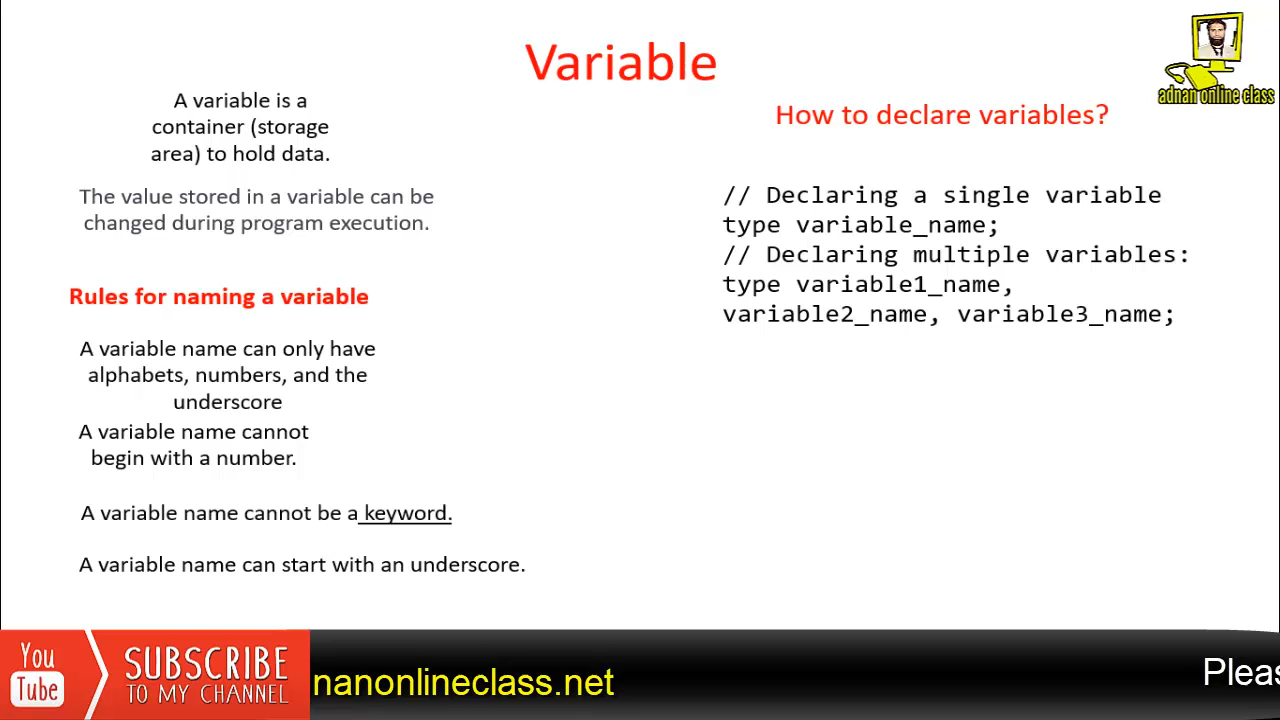 Variable
A variable is a
container (storage
area) to hold data.
The value stored in a variable can be
changed during program execution.
Rules for naming a variable
A variable name can only have
alphabets, numbers, and the
underscore
A variable name cannot
begin with a number.
A variable name cannot be a keyword.
A variable name can start with an underscore.
adnan online class
How to declare variables?
// Declaring a single variable
type variable_name;
// Declaring multiple variables:
type variable1_name,
variable2_name, variable3_name;
You
Tube
SUBSCRIBE
TO MY CHANNEL
nanonlineclass.net
Pleas